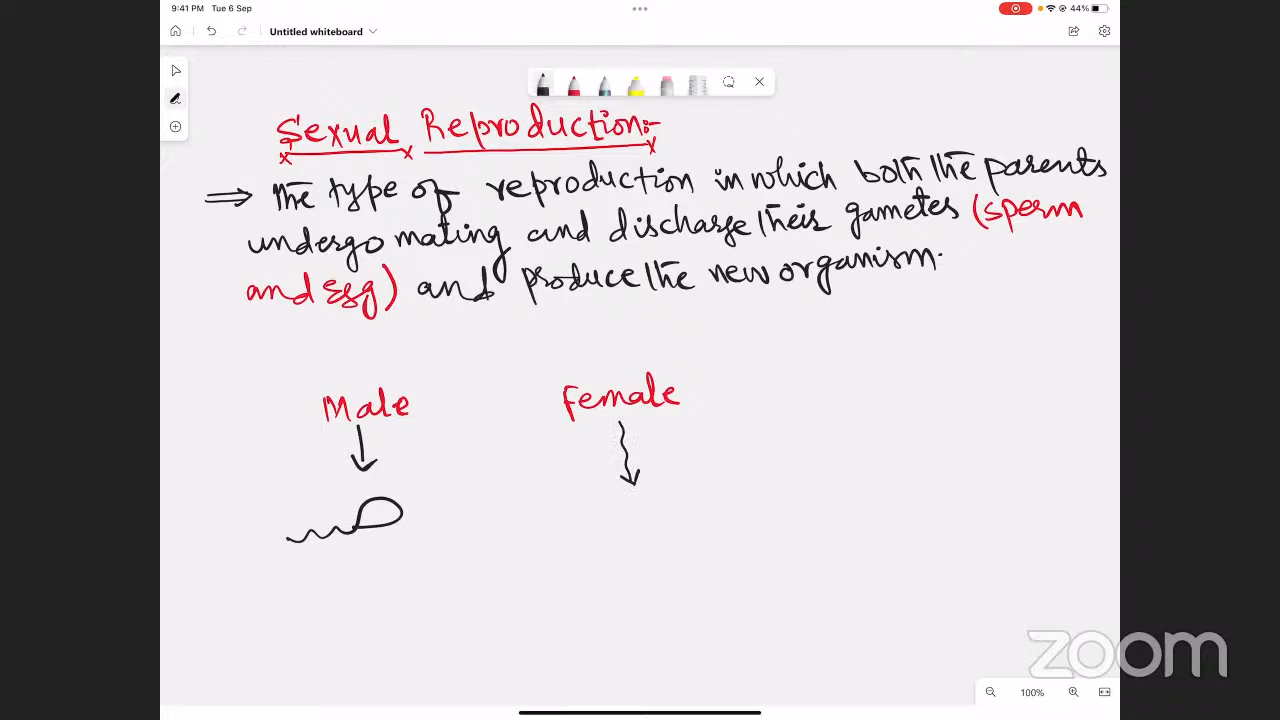 9:41 PM Tue 6 Sep
44%
Untitled whiteboard
Sexual Reproduction:-
⇒ The type of reproduction in which both the parents
undergo mating and discharge their gametes (sperm
and Egg) and produce the new organism.
Male Female
zoom
100%